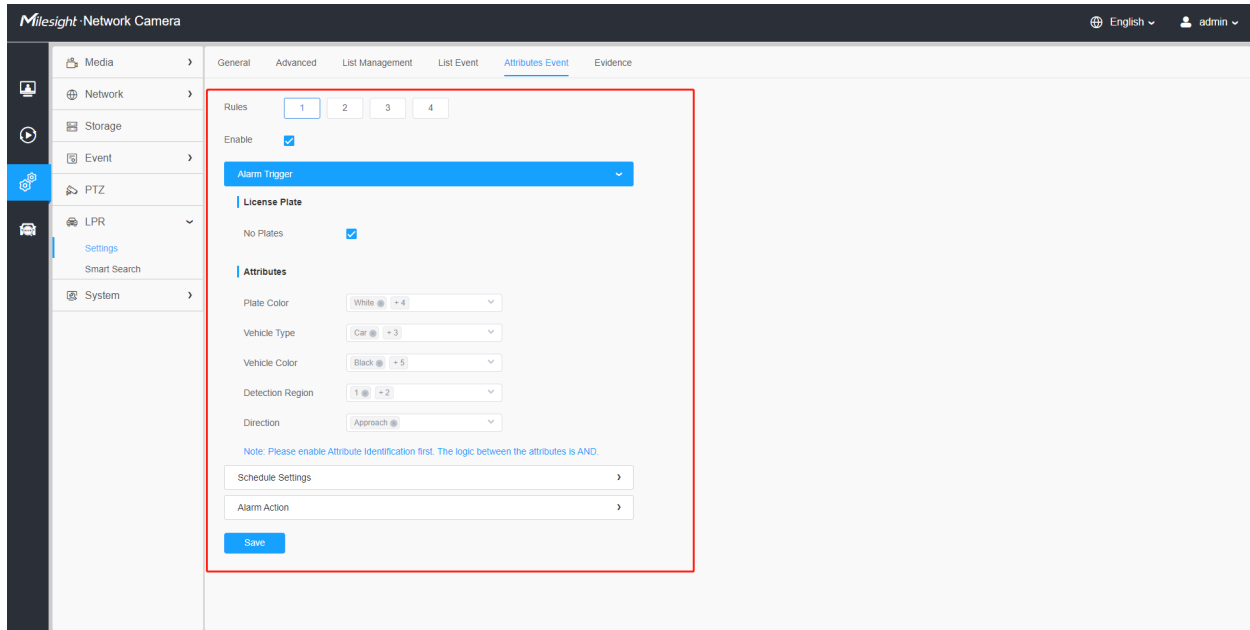 Milesight · Network Camera English admin
Media
Network
Storage
Event
PTZ
LPR
Settings
Smart Search
System
General Advanced List Management List Event Attributes Event Evidence
Rules 1 2 3 4
Enable
Alarm Trigger
License Plate
No Plates
Attributes
Plate Color White + 4
Vehicle Type Car + 3
Vehicle Color Black + 5
Detection Region 1 + 2
Direction Approach
Note: Please enable Attribute Identification first. The logic between the attributes is AND.
Schedule Settings
Alarm Action
Save